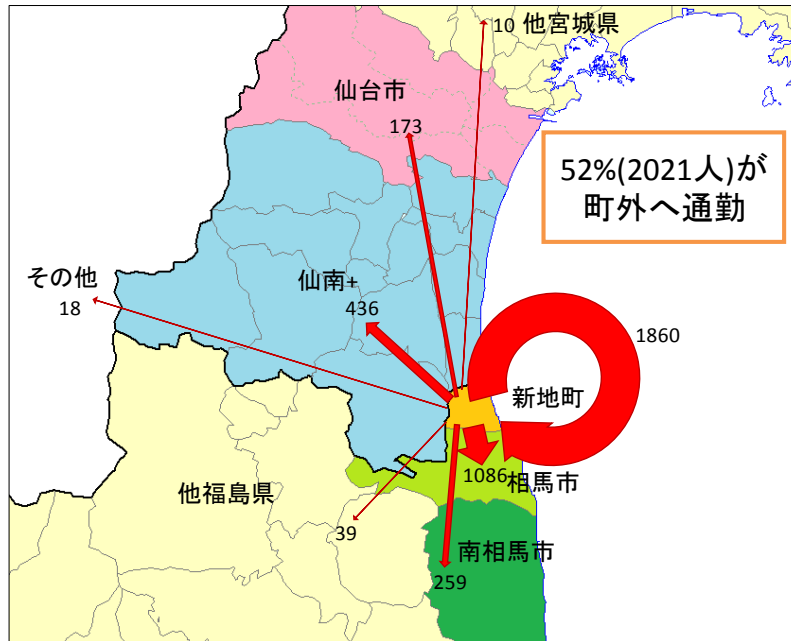 10 他宮城県
仙台市
173
52%(2021人)が
町外へ通勤
その他
18
仙南+
436
1860
新地町
1086
相馬市
他福島県
39
南相馬市
259